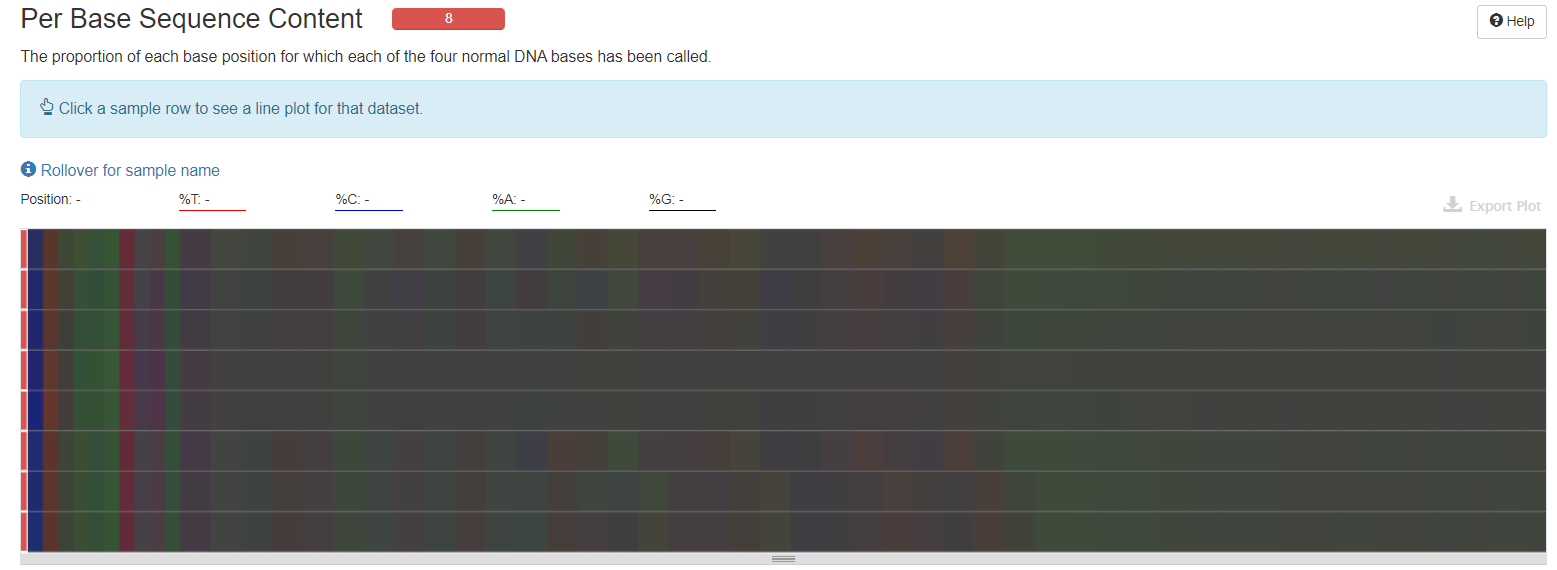 Per Base Sequence Content 8 Help
The proportion of each base position for which each of the four normal DNA bases has been called.
Click a sample row to see a line plot for that dataset.
Rollover for sample name
Position: - %T: - %C: - %A: - %G: -
Export Plot